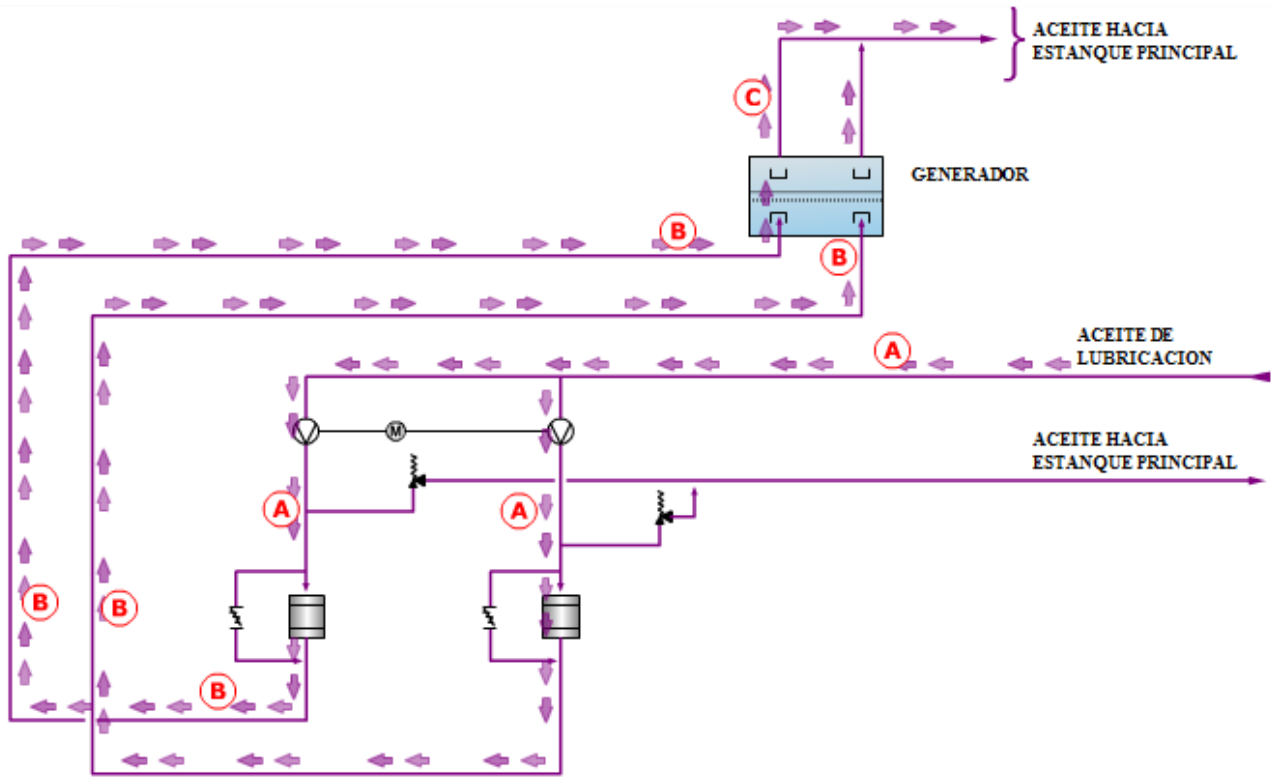 ACEITE HACIA
ESTANQUE PRINCIPAL
C
GENERADOR
B
B
ACEITE DE
LUBRICACION
A
M
ACEITE HACIA
ESTANQUE PRINCIPAL
A
A
B
B
B